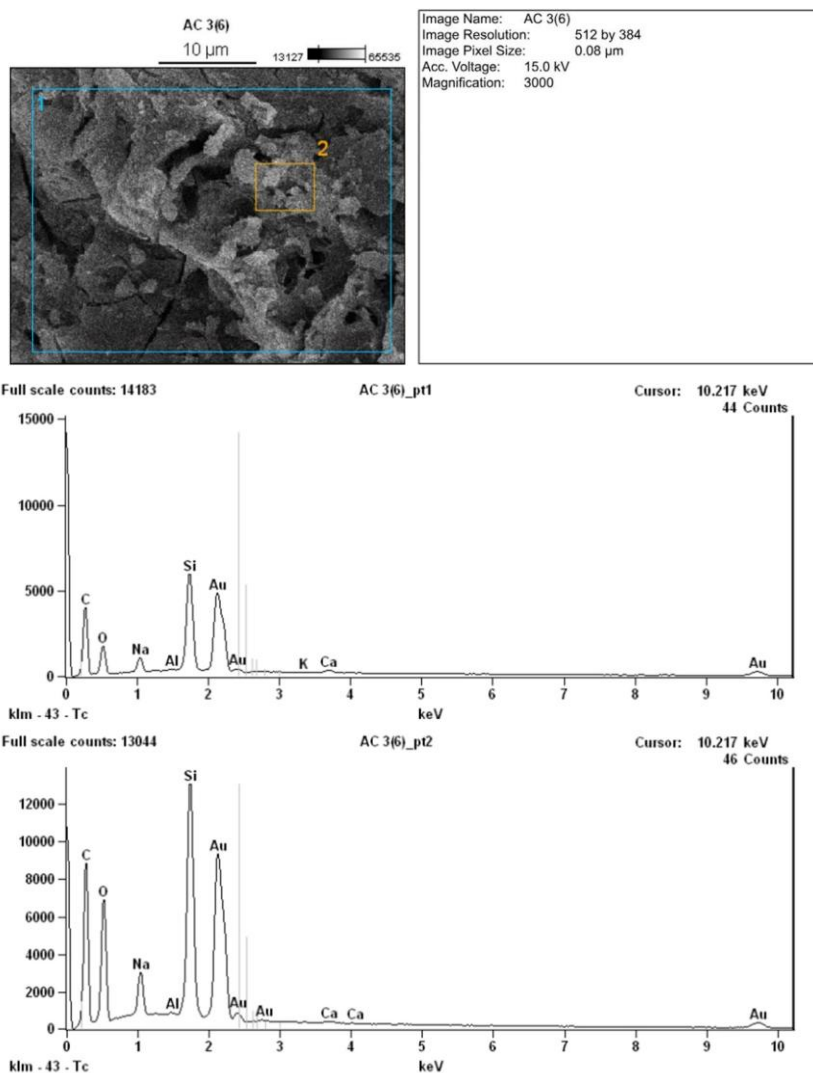 AC 3(6)
10 µm
13127 65535
1
2
Image Name: AC 3(6)
Image Resolution: 512 by 384
Image Pixel Size: 0.08 µm
Acc. Voltage: 15.0 kV
Magnification: 3000
Full scale counts: 14183 AC 3(6)_pt1 Cursor: 10.217 keV
44 Counts
15000
10000
5000
0
C O Na Al Si Au Au K Ca Au
0 1 2 3 4 5 6 7 8 9 10
klm - 43 - Tc keV
Full scale counts: 13044 AC 3(6)_pt2 Cursor: 10.217 keV
46 Counts
12000
10000
8000
6000
4000
2000
0
C O Na Al Si Au Au Au Ca Ca Au
0 1 2 3 4 5 6 7 8 9 10
klm - 43 - Tc keV